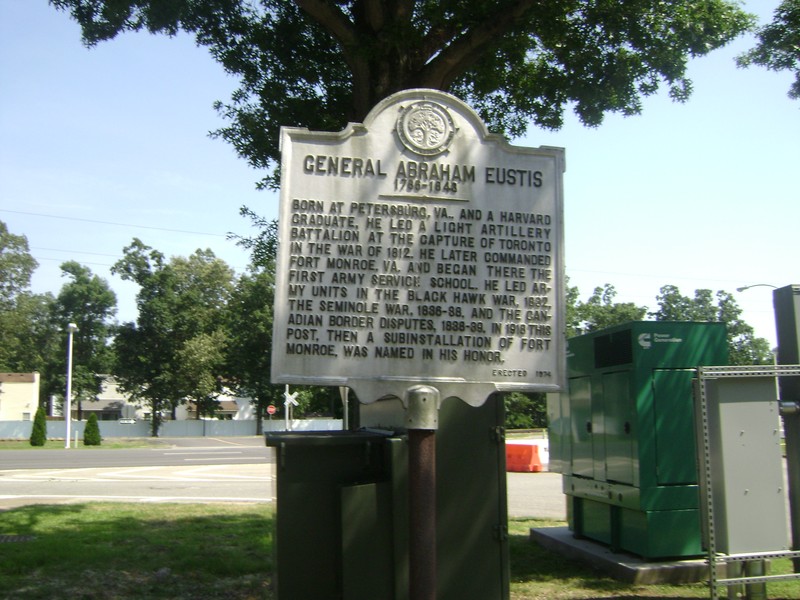 GENERAL ABRAHAM EUSTIS
1786-1843
BORN AT PETERSBURG, VA., AND A HARVARD
GRADUATE, HE LED A LIGHT ARTILLERY
BATTALION AT THE CAPTURE OF TORONTO
IN THE WAR OF 1812. HE LATER COMMANDED
FORT MONROE, VA. AND BEGAN THERE THE
FIRST ARMY SERVICE SCHOOL. HE LED AR-
MY UNITS IN THE BLACK HAWK WAR, 1832,
THE SEMINOLE WAR, 1836-38, AND THE CAN-
ADIAN BORDER DISPUTES, 1838-39. IN 1918 THIS
POST, THEN A SUBINSTALLATION OF FORT
MONROE, WAS NAMED IN HIS HONOR.
ERECTED 1974
Power
Generation